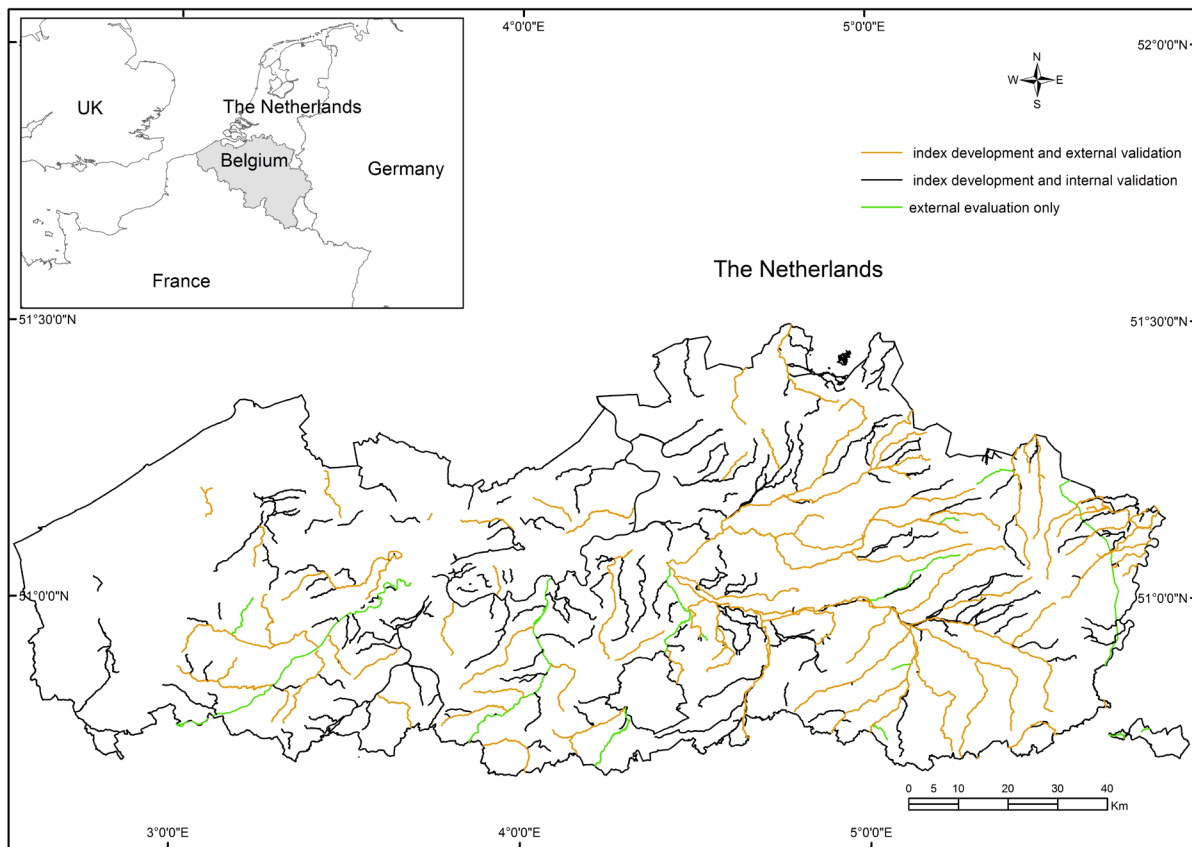 4°0'0"E
5°0'0"E
52°0'0"N
UK
The Netherlands
Belgium
Germany
France
N
W
E
S
index development and external validation
index development and internal validation
external evaluation only
The Netherlands
51°30'0"N
51°30'0"N
51°0'0"N
51°0'0"N
0 5 10 20 30 40
Km
3°0'0"E
4°0'0"E
5°0'0"E